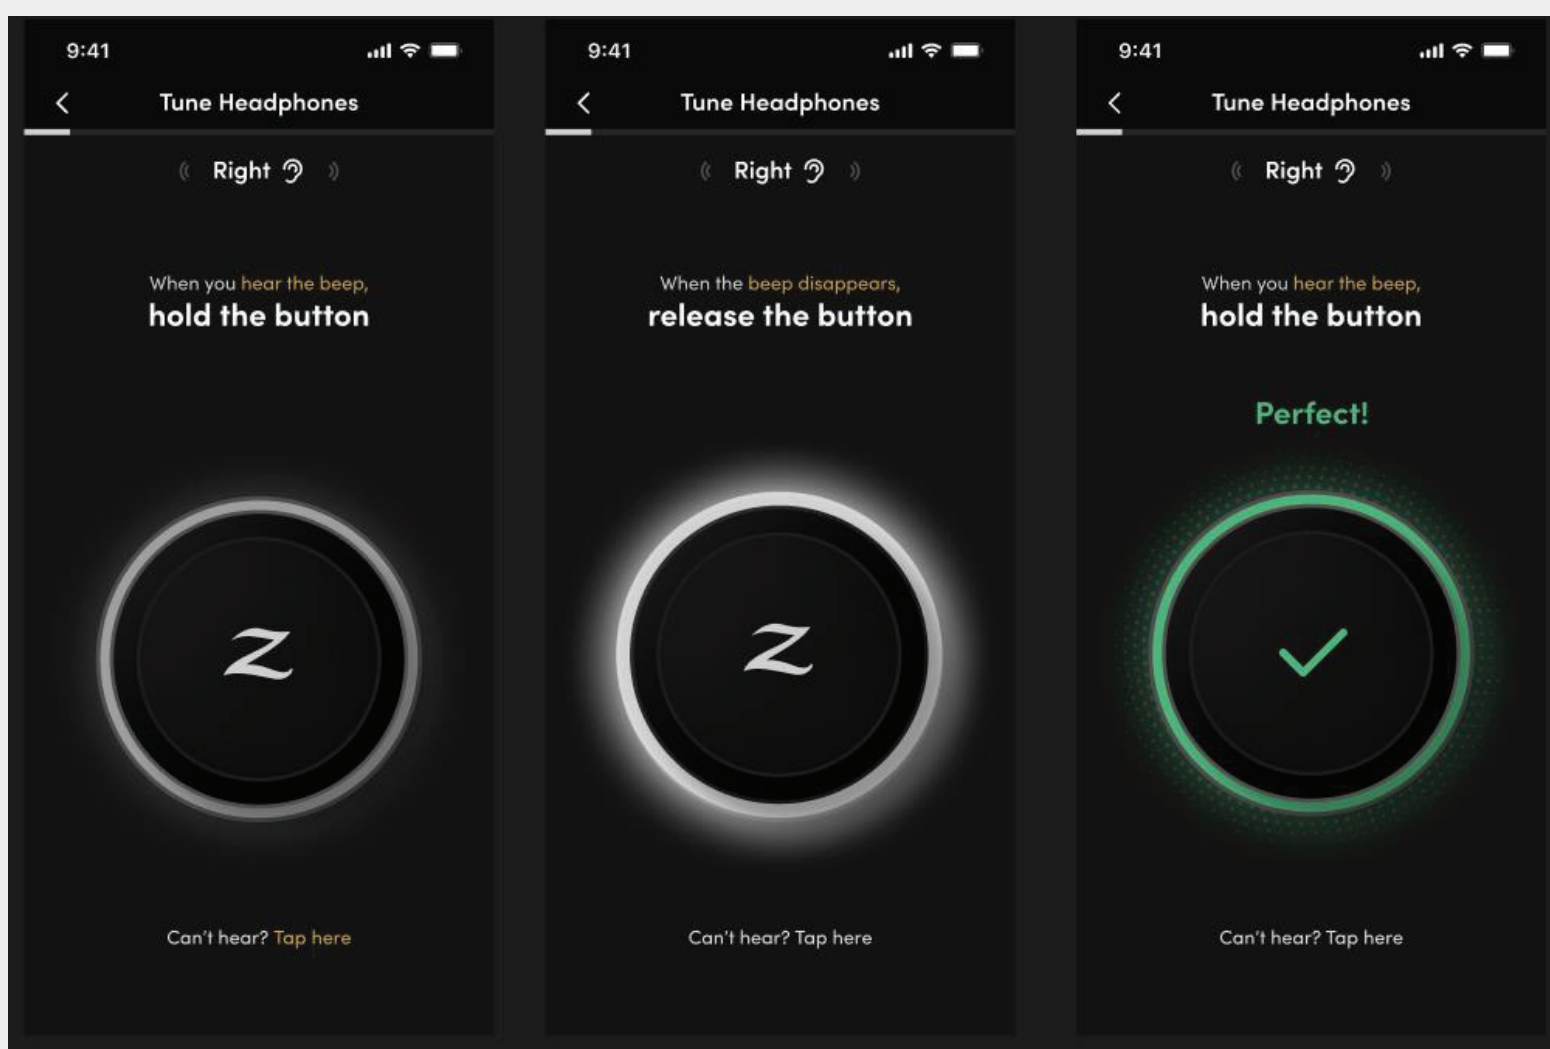 9:41
Tune Headphones
Right
When you hear the beep,
hold the button
Z
Can't hear? Tap here
9:41
Tune Headphones
Right
When the beep disappears,
release the button
Z
Can't hear? Tap here
9:41
Tune Headphones
Right
When you hear the beep,
hold the button
Perfect!
Can't hear? Tap here